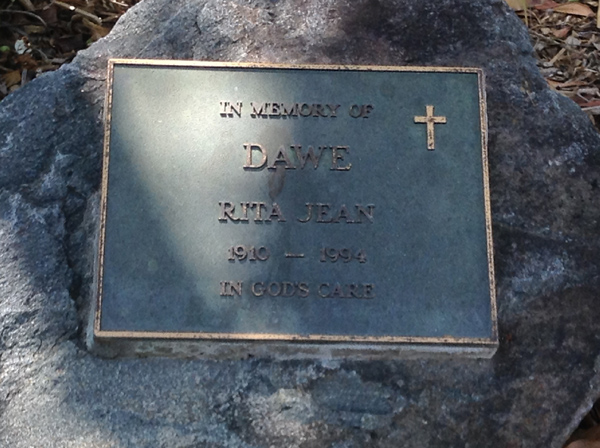 IN MEMORY OF
DAWE
RITA JEAN
1910 — 1994
IN GODS CARE